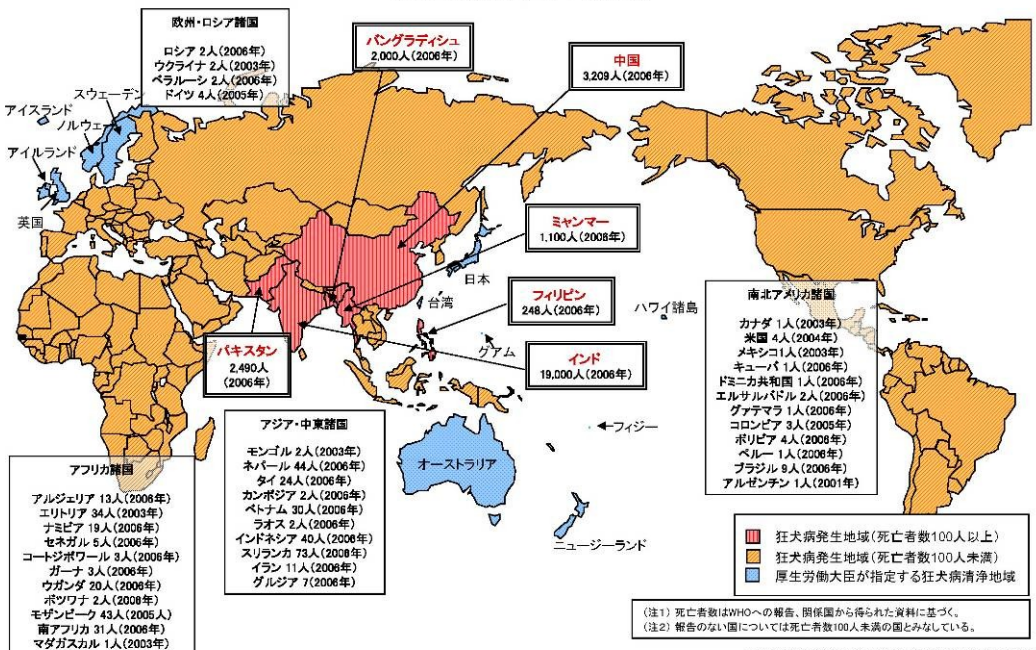 欧州・ロシア諸国
ロシア 2人(2006年)
ウクライナ 2人(2003年)
ベラルーシ 2人(2006年)
ドイツ 4人(2005年)
バングラディシュ
2,000人(2006年)
中国
3,209人(2006年)
スウェーデン
アイスランド
ノルウェー
アイルランド
英国
ミャンマー
1,100人(2006年)
日本
台湾
フィリピン
248人(2006年)
ハワイ諸島
グアム
パキスタン
2,490人
(2006年)
インド
19,000人(2006年)
フィジー
オーストラリア
ニュージーランド
南北アメリカ諸国
カナダ 1人(2003年)
米国 4人(2004年)
メキシコ1人(2003年)
キューバ 1人(2006年)
ドミニカ共和国 1人(2006年)
エルサルバドル 2人(2006年)
グァテマラ 1人(2006年)
コロンビア 3人(2005年)
ボリビア 4人(2006年)
ペルー 1人(2006年)
ブラジル 9人(2006年)
アルゼンチン 1人(2001年)
アジア・中東諸国
モンゴル 2人(2003年)
ネパール 44人(2006年)
タイ 24人(2006年)
カンボジア 2人(2006年)
ベトナム 30人(2006年)
ラオス 2人(2006年)
インドネシア 40人(2006年)
スリランカ 73人(2006年)
イラン 11人(2006年)
グルジア 7(2006年)
アフリカ諸国
アルジェリア 13人(2006年)
エリトリア 34人(2003年)
ナミビア 19人(2006年)
セネガル 5人(2006年)
コートジボワール 3人(2006年)
ガーナ 3人(2006年)
ウガンダ 20人(2006年)
ボツワナ 2人(2006年)
モザンビーク 43人(2005人)
南アフリカ 31人(2006年)
マダガスカル 1人(2003年)
狂犬病発生地域(死亡者数100人以上)
狂犬病発生地域(死亡者数100人未満)
厚生労働大臣が指定する狂犬病清浄地域
(注1) 死亡者数はWHOへの報告、関係国から得られた資料に基づく。
(注2) 報告のない国については死亡者数100人未満の国とみなしている。